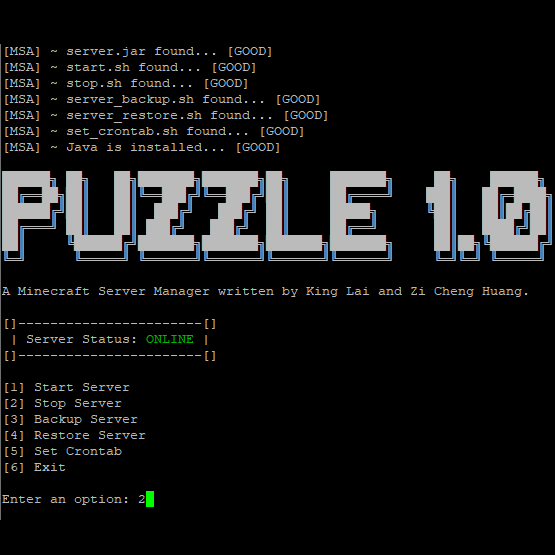 [MSA] ~ server.jar found... [GOOD]
[MSA] ~ start.sh found... [GOOD]
[MSA] ~ stop.sh found... [GOOD]
[MSA] ~ server_backup.sh found... [GOOD]
[MSA] ~ server_restore.sh found... [GOOD]
[MSA] ~ set_crontab.sh found... [GOOD]
[MSA] ~ Java is installed... [GOOD]
PUZZLE 1.0
A Minecraft Server Manager written by King Lai and Zi Cheng Huang.
[]-----------------------[]
| Server Status: ONLINE |
[]-----------------------[]
[1] Start Server
[2] Stop Server
[3] Backup Server
[4] Restore Server
[5] Set Crontab
[6] Exit
Enter an option: 2